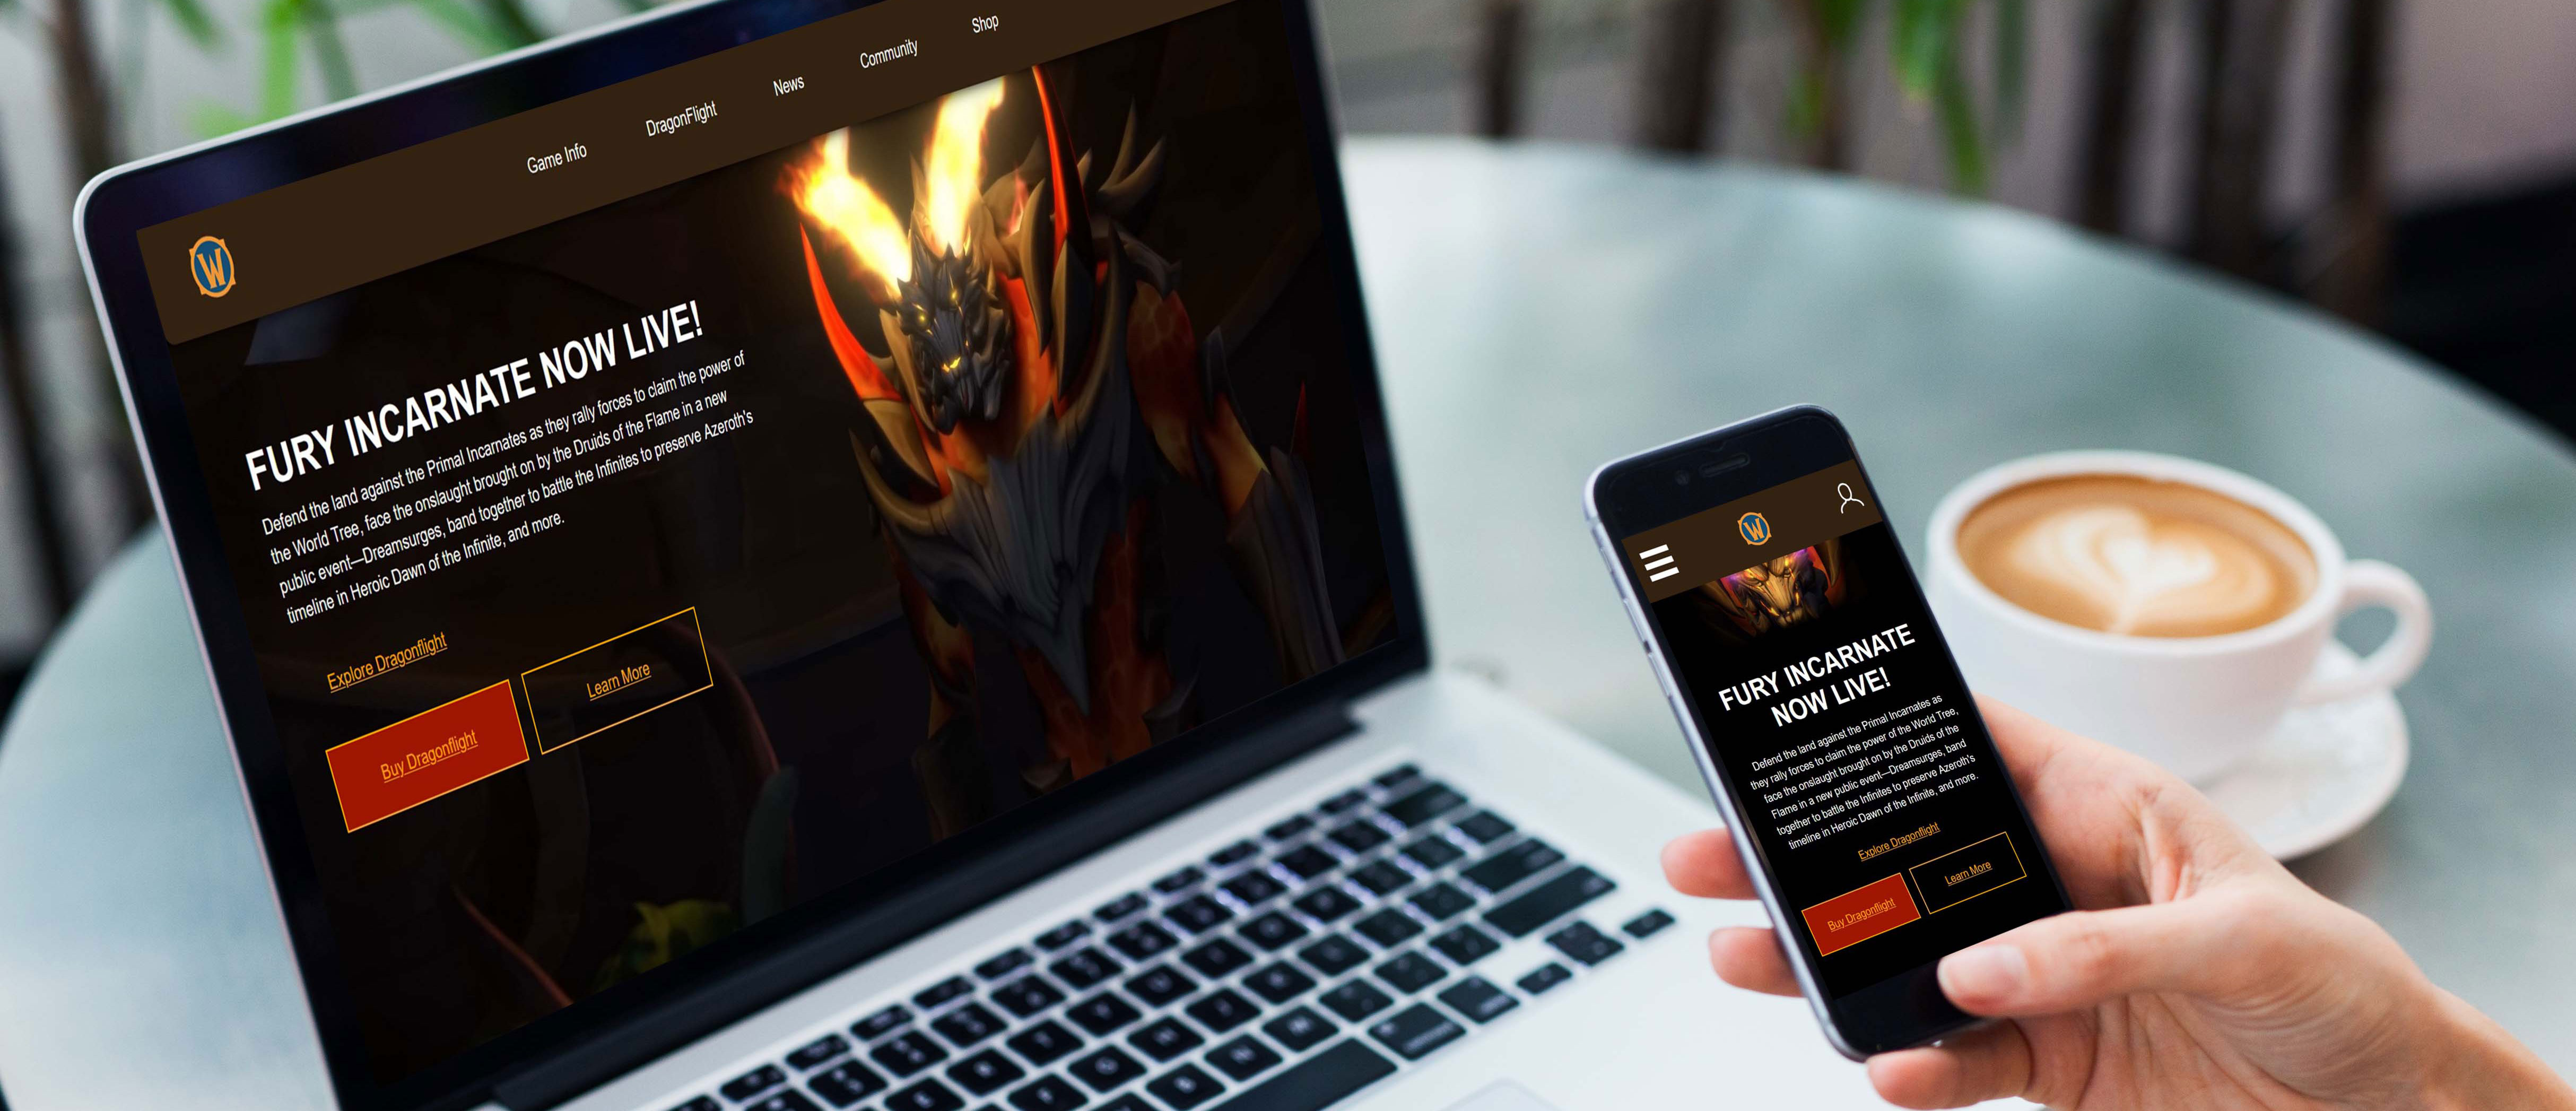 Game Info
DragonFlight
News
Community
Shop
W
FURY INCARNATE NOW LIVE!
Defend the land against the Primal Incarnates as they rally forces to claim the power of
the World Tree, face the onslaught brought on by the Druids of the Flame in a new
public event—Dreamsurges, band together to battle the Infinites to preserve Azeroth's
timeline in Heroic Dawn of the Infinite, and more.
Explore Dragonflight
Buy Dragonflight
Learn More
W
FURY INCARNATE
NOW LIVE!
Defend the land against the Primal Incarnates as
they rally forces to claim the power of the World Tree,
face the onslaught brought on by the Druids of the
Flame in a new public event—Dreamsurges, band
together to battle the Infinites to preserve Azeroth's
timeline in Heroic Dawn of the Infinite, and more.
Explore Dragonflight
Buy Dragonflight
Learn More